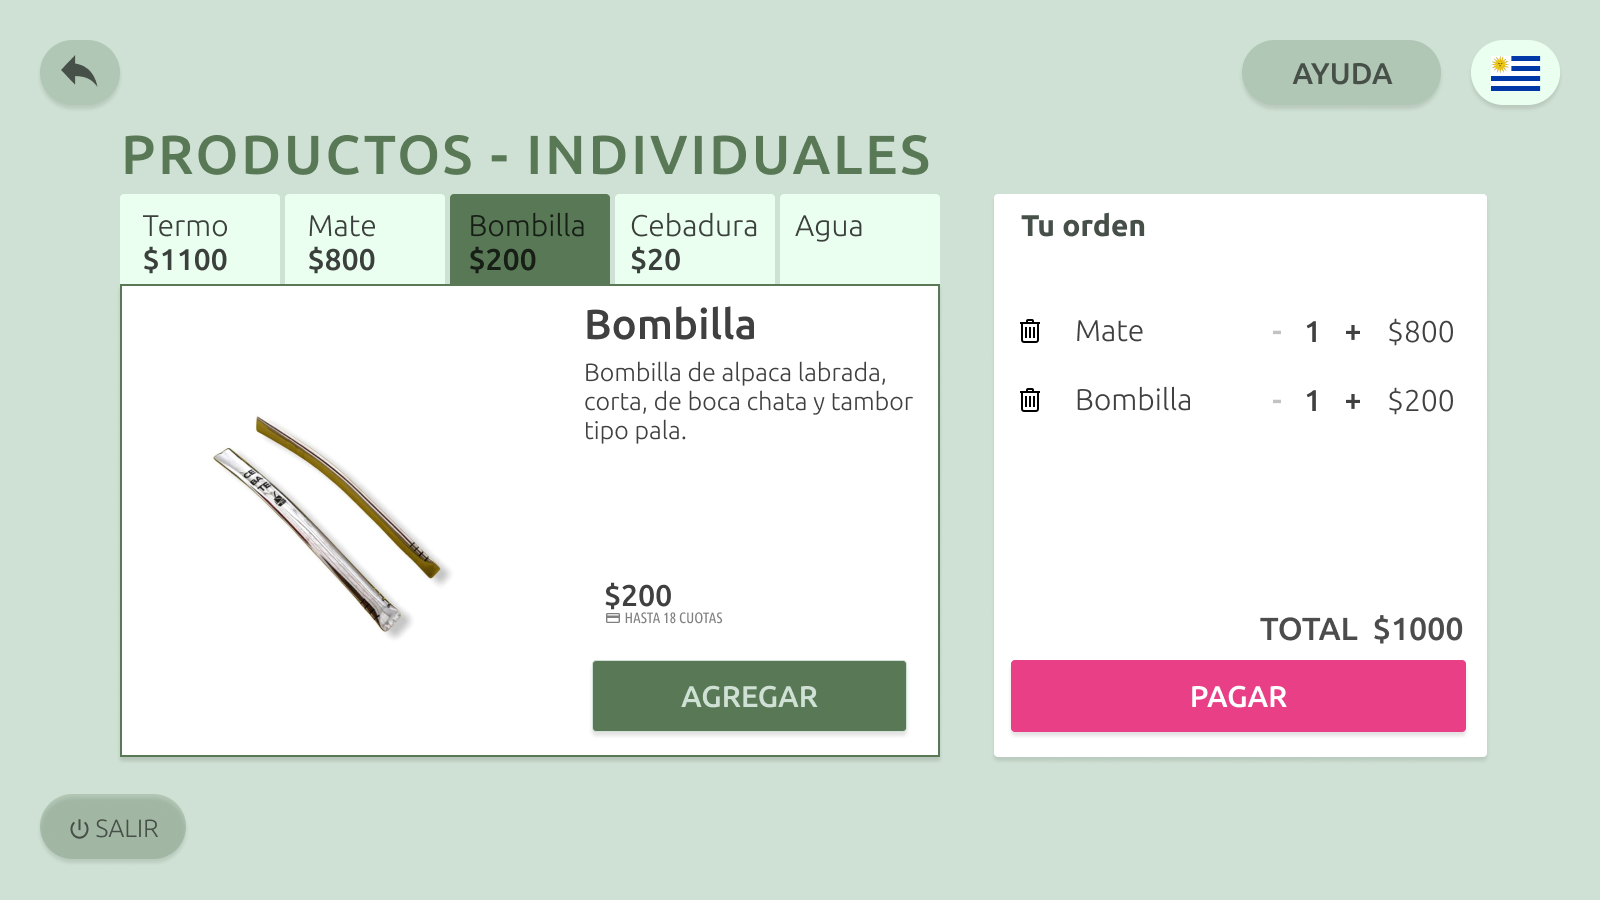 AYUDA
PRODUCTOS - INDIVIDUALES
Termo
$1100
Mate
$800
Bombilla
$200
Cebadura
$20
Agua
Bombilla
Bombilla de alpaca labrada,
corta, de boca chata y tambor
tipo pala.
$200
HASTA 18 CUOTAS
AGREGAR
Tu orden
Mate - 1 + $800
Bombilla - 1 + $200
TOTAL $1000
PAGAR
SALIR